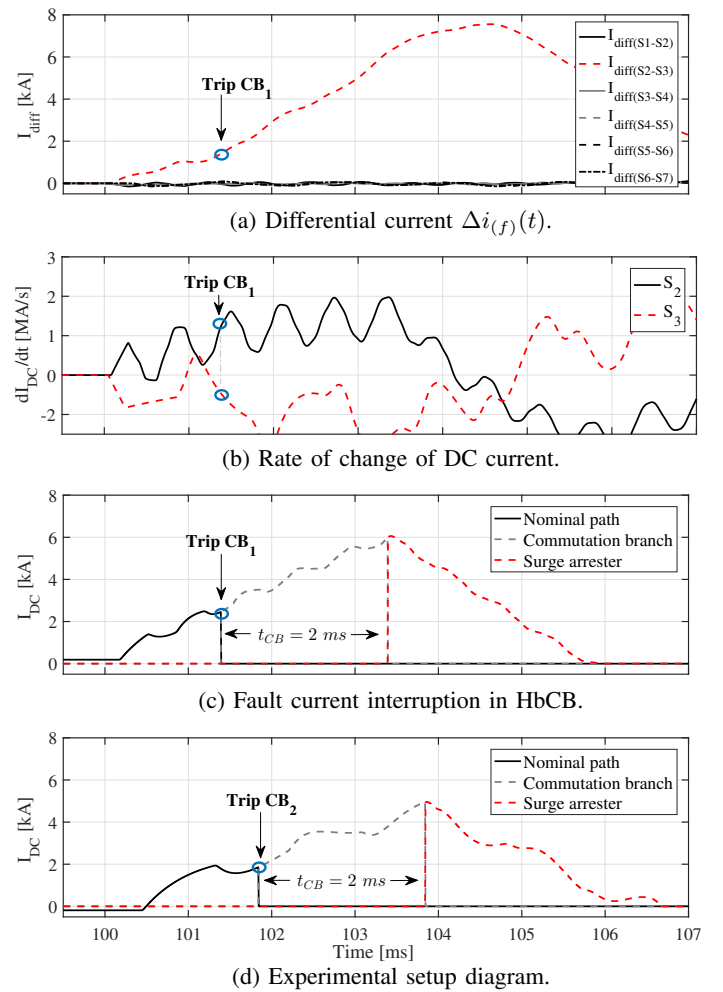 8
6
4
2
0
I_diff [kA]
Trip CB_1
I_diff(S1-S2)
I_diff(S2-S3)
I_diff(S3-S4)
I_diff(S4-S5)
I_diff(S5-S6)
I_diff(S6-S7)
(a) Differential current Δi_(f)(t).
3
2
1
0
-2
dI_DC/dt [MA/s]
Trip CB_1
S_2
S_3
(b) Rate of change of DC current.
8
6
4
2
0
I_DC [kA]
Trip CB_1
Nominal path
Commutation branch
Surge arrester
t_CB = 2 ms
(c) Fault current interruption in HbCB.
8
6
4
2
0
I_DC [kA]
Trip CB_2
Nominal path
Commutation branch
Surge arrester
t_CB = 2 ms
100 101 102 103 104 105 106 107
Time [ms]
(d) Experimental setup diagram.